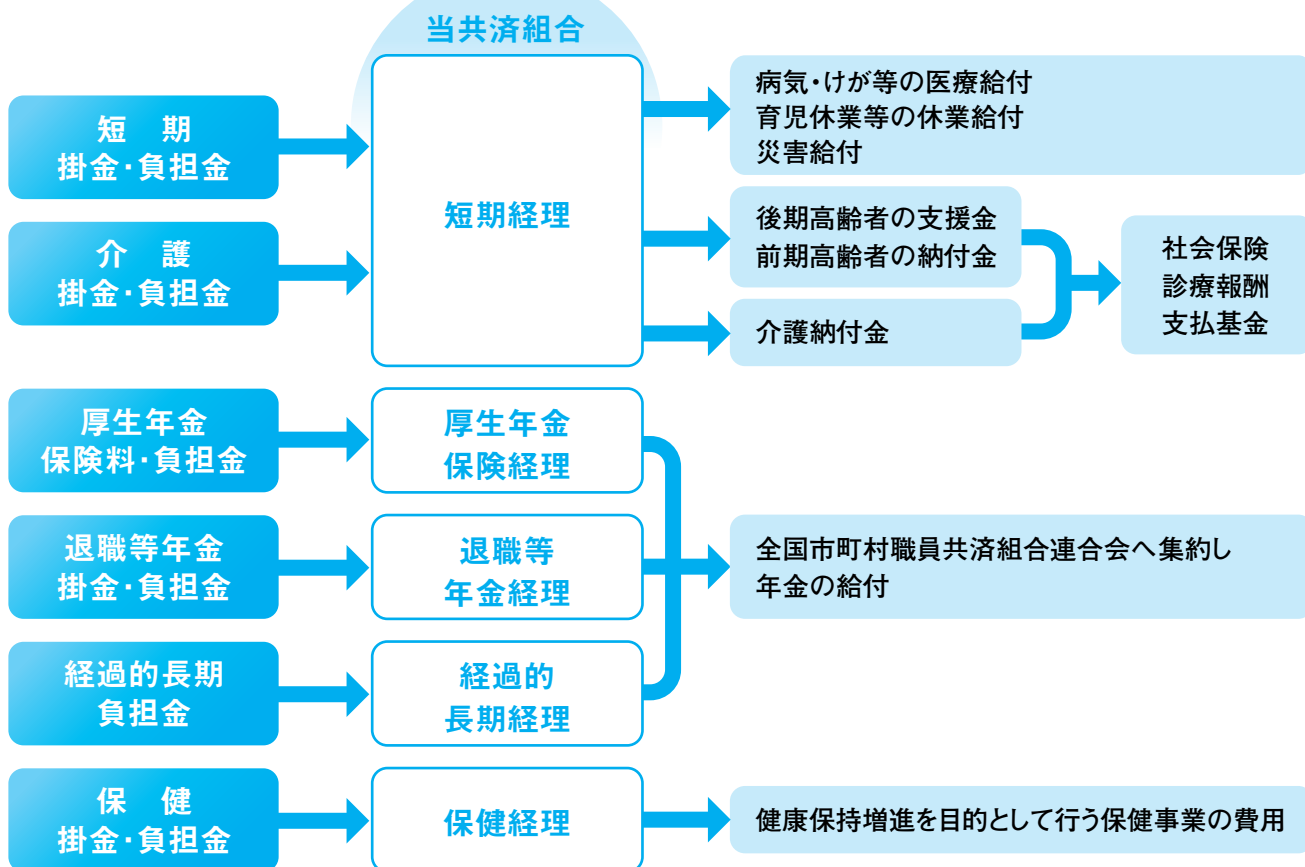 当共済組合
短　期
掛金・負担金
介　護
掛金・負担金
短期経理
病気・けが等の医療給付
育児休業等の休業給付
災害給付
後期高齢者の支援金
前期高齢者の納付金
介護納付金
社会保険
診療報酬
支払基金
厚生年金
保険料・負担金
厚生年金
保険経理
退職等年金
掛金・負担金
退職等
年金経理
経過的長期
負担金
経過的
長期経理
全国市町村職員共済組合連合会へ集約し
年金の給付
保　健
掛金・負担金
保健経理
健康保持増進を目的として行う保健事業の費用